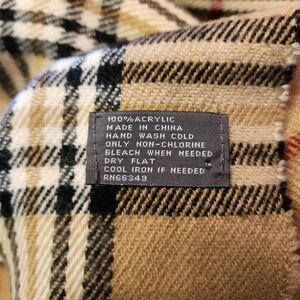 100%ACRYLIC
MADE IN CHINA
HAND WASH COLD
ONLY NON-CHLORINE
BLEACH WHEN NEEDED
DRY FLAT
COOL IRON IF NEEDED
RN66349